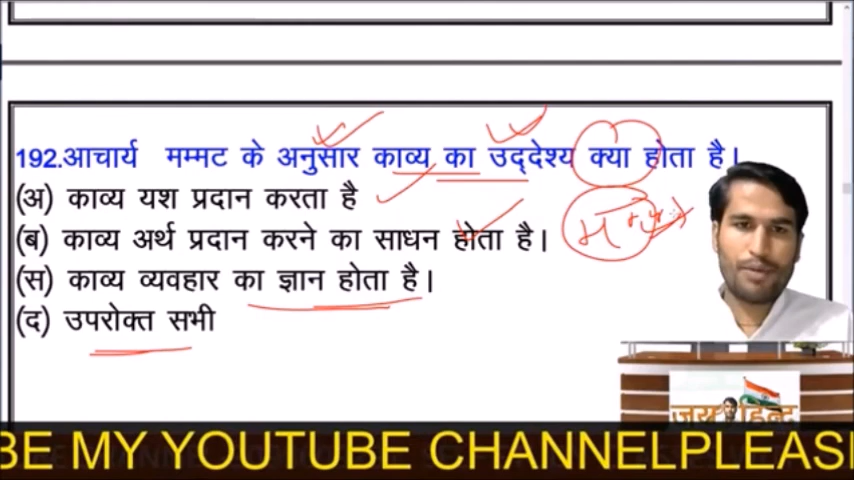 192.आचार्य मम्मट के अनुसार काव्य का उद्देश्य क्या होता है।
(अ) काव्य यश प्रदान करता है
(ब) काव्य अर्थ प्रदान करने का साधन होता है।
(स) काव्य व्यवहार का ज्ञान होता है।
(द) उपरोक्त सभी
जय हिन्द
BE MY YOUTUBE CHANNELPLEAS